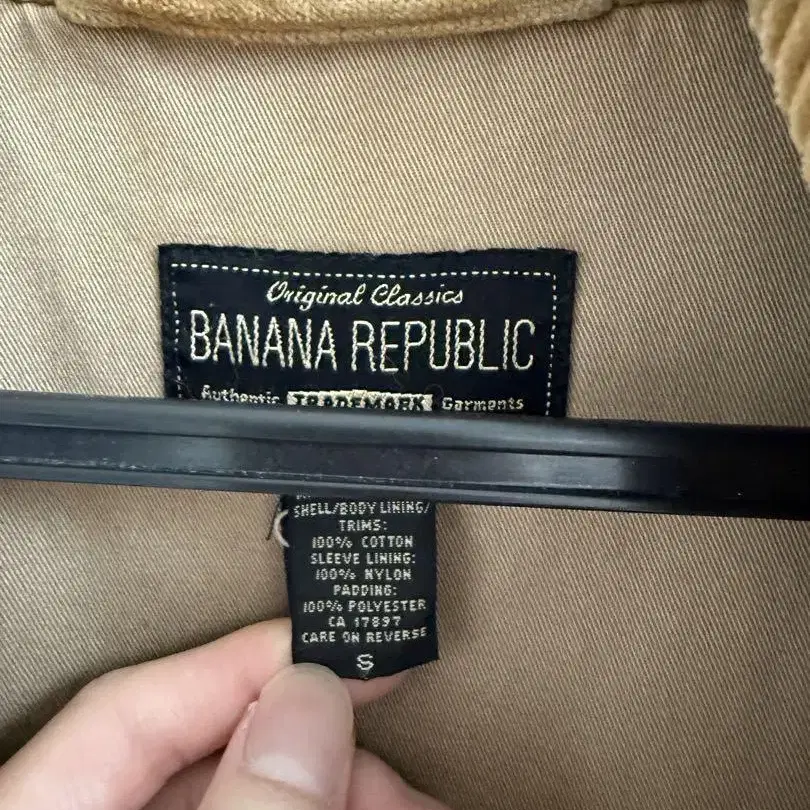 Original Classics
BANANA REPUBLIC
Authentic TRADEMARK Garments
SHELL/BODY LINING/
TRIMS:
100% COTTON
SLEEVE LINING:
100% NYLON
PADDING:
100% POLYESTER
CA 17897
CARE ON REVERSE
S